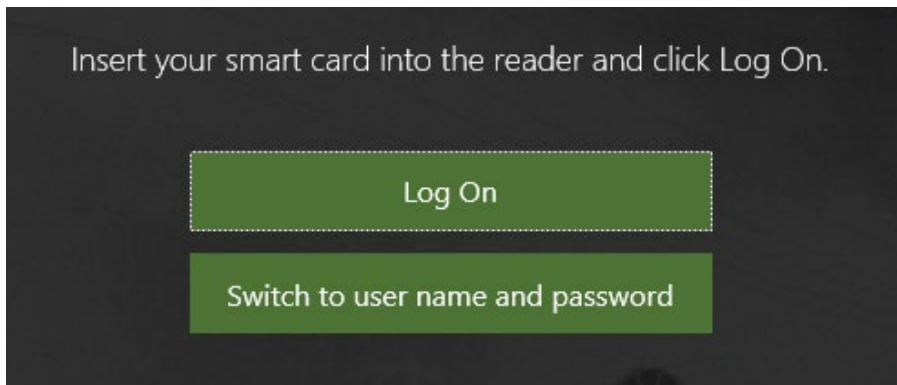 Insert your smart card into the reader and click Log On.
Log On
Switch to user name and password